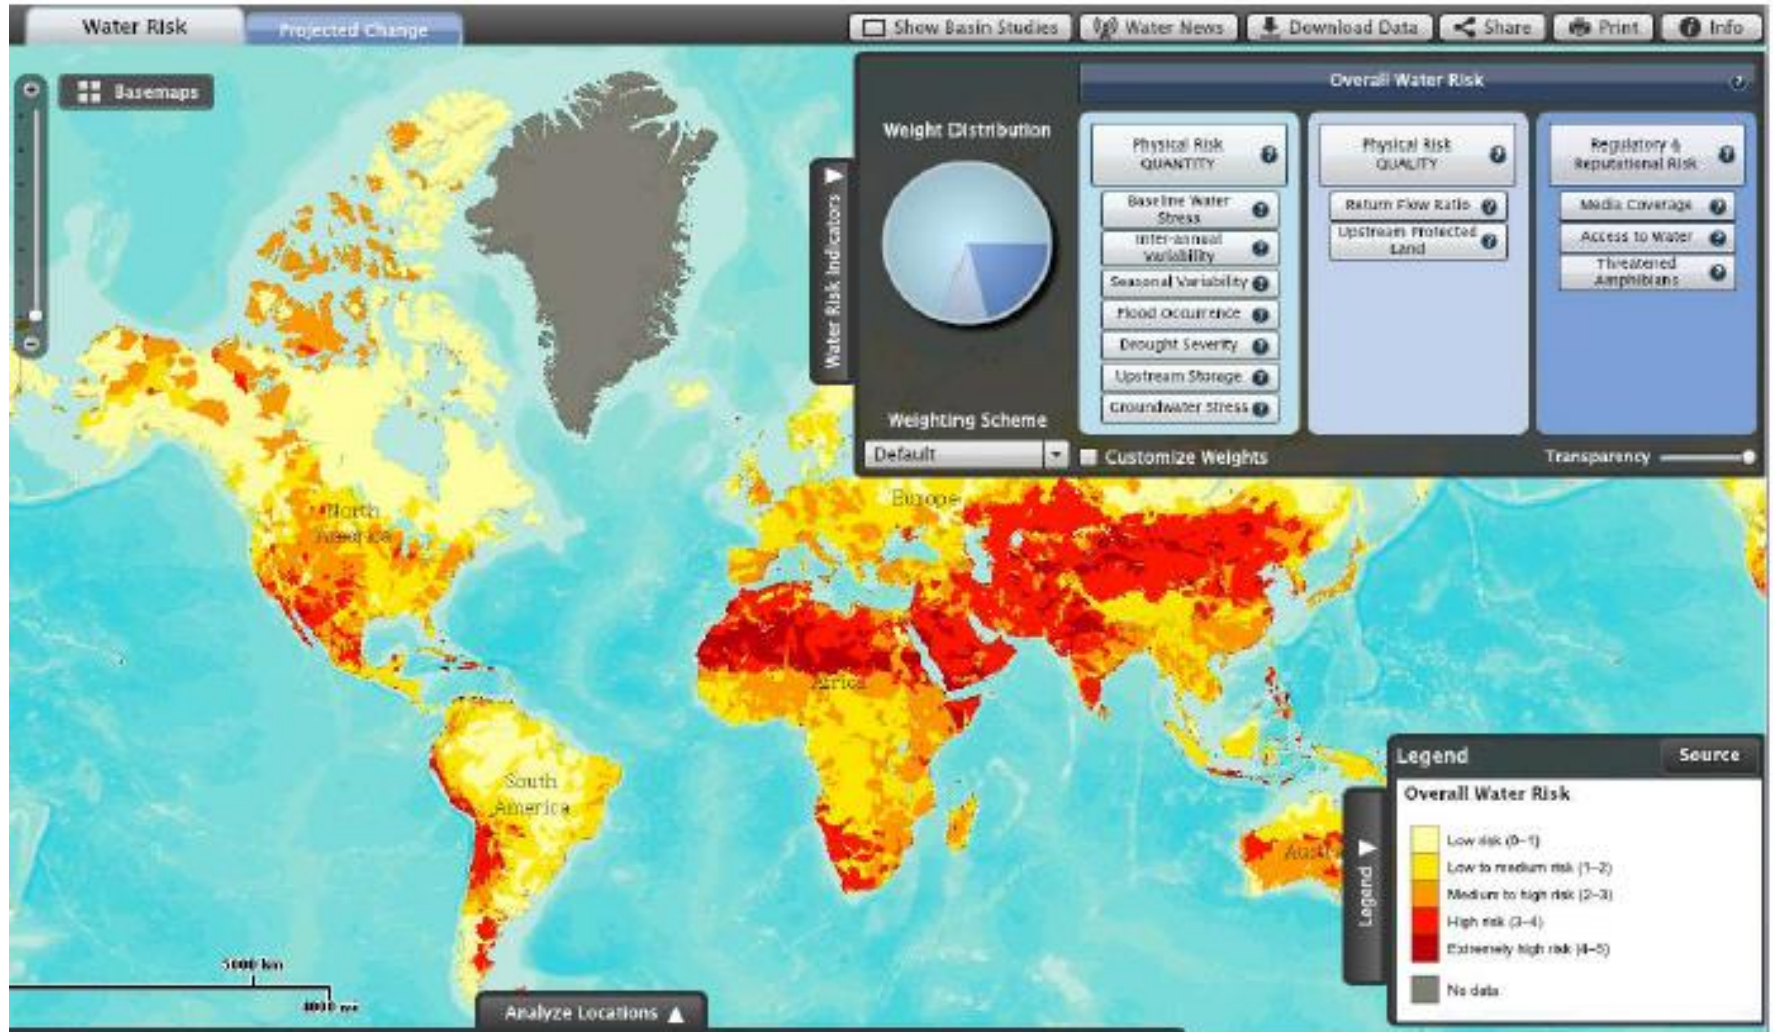 Water Risk
Projected Change
Show Basin Studies
Water News
Download Data
Share
Print
Info
Basemaps
Water Risk Indicators
Weight Distribution
Weighting Scheme
Default
Overall Water Risk
Physical Risk
QUANTITY
Baseline Water
Stress
Inter-annual
Variability
Seasonal Variability
Flood Occurrence
Drought Severity
Upstream Storage
Groundwater Stress
Physical Risk
QUALITY
Return Flow Ratio
Upstream Protected
Land
Regulatory &
Reputational Risk
Media Coverage
Access to Water
Threatened
Amphibians
Customize Weights
Transparency
North
America
Europe
Africa
South
America
Legend
Source
Overall Water Risk
Low risk (0-1)
Low to medium risk (1-2)
Medium to high risk (2-3)
High risk (3-4)
Extremely high risk (4-5)
No data
Legend
5000 km
4000 mi
Analyze Locations